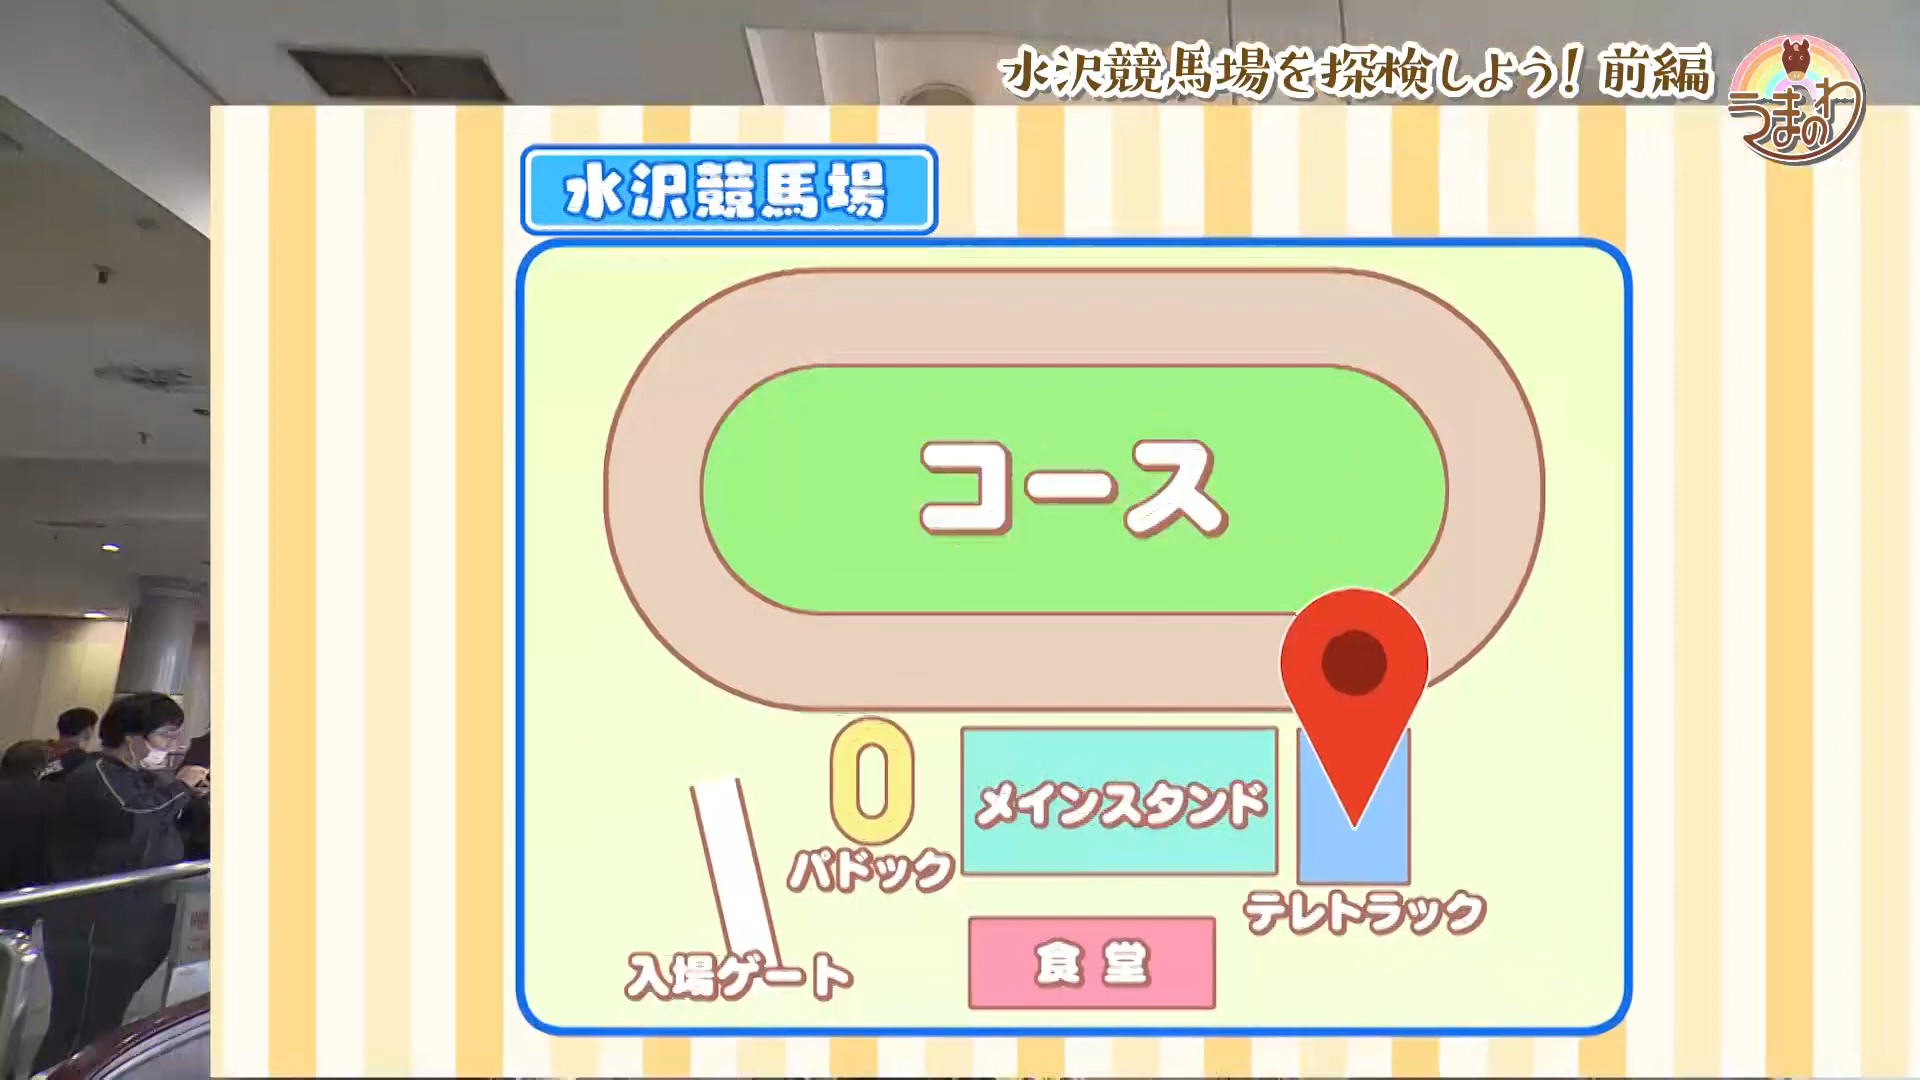 水沢競馬場を探検しよう！前編
うまのわ
水沢競馬場
コース
メインスタンド
パドック
テレトラック
入場ゲート
食堂